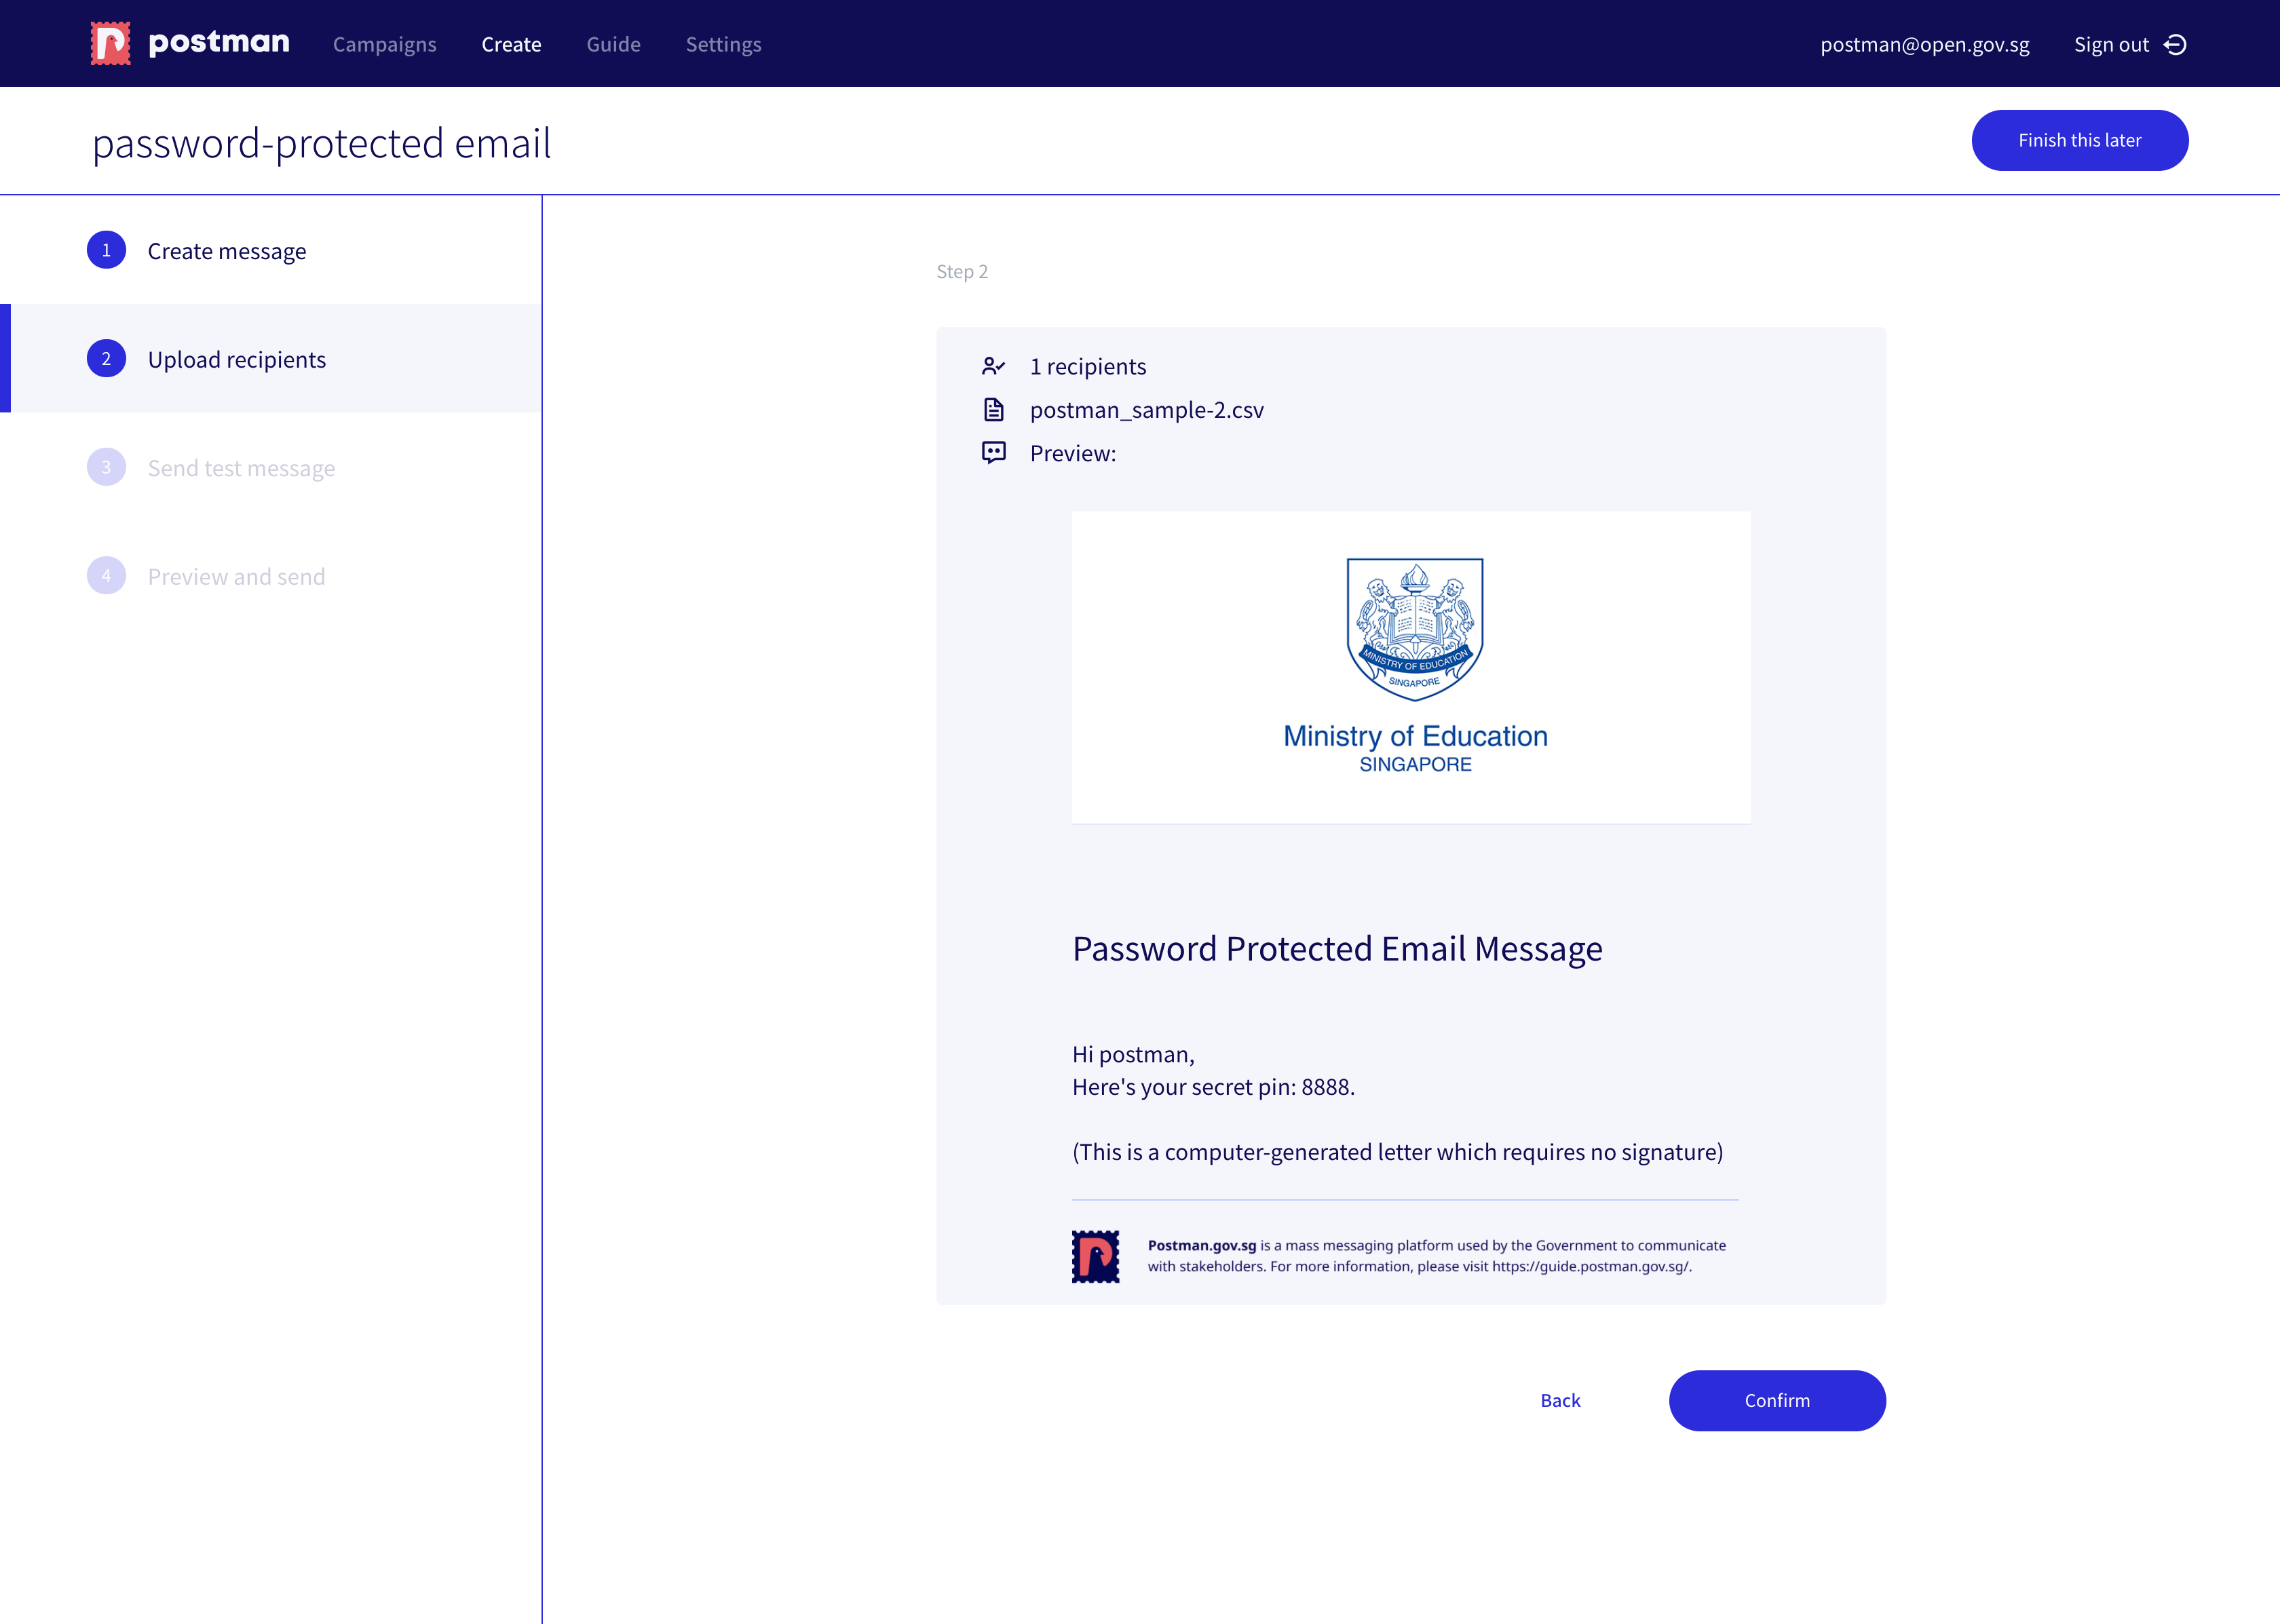 postman
Campaigns
Create
Guide
Settings
postman@open.gov.sg
Sign out
password-protected email
Finish this later
1 Create message
2 Upload recipients
3 Send test message
4 Preview and send
Step 2
1 recipients
postman_sample-2.csv
Preview:
MINISTRY OF EDUCATION
SINGAPORE
Ministry of Education
SINGAPORE
Password Protected Email Message
Hi postman,
Here's your secret pin: 8888.
(This is a computer-generated letter which requires no signature)
Postman.gov.sg is a mass messaging platform used by the Government to communicate
with stakeholders. For more information, please visit https://guide.postman.gov.sg/.
Back
Confirm